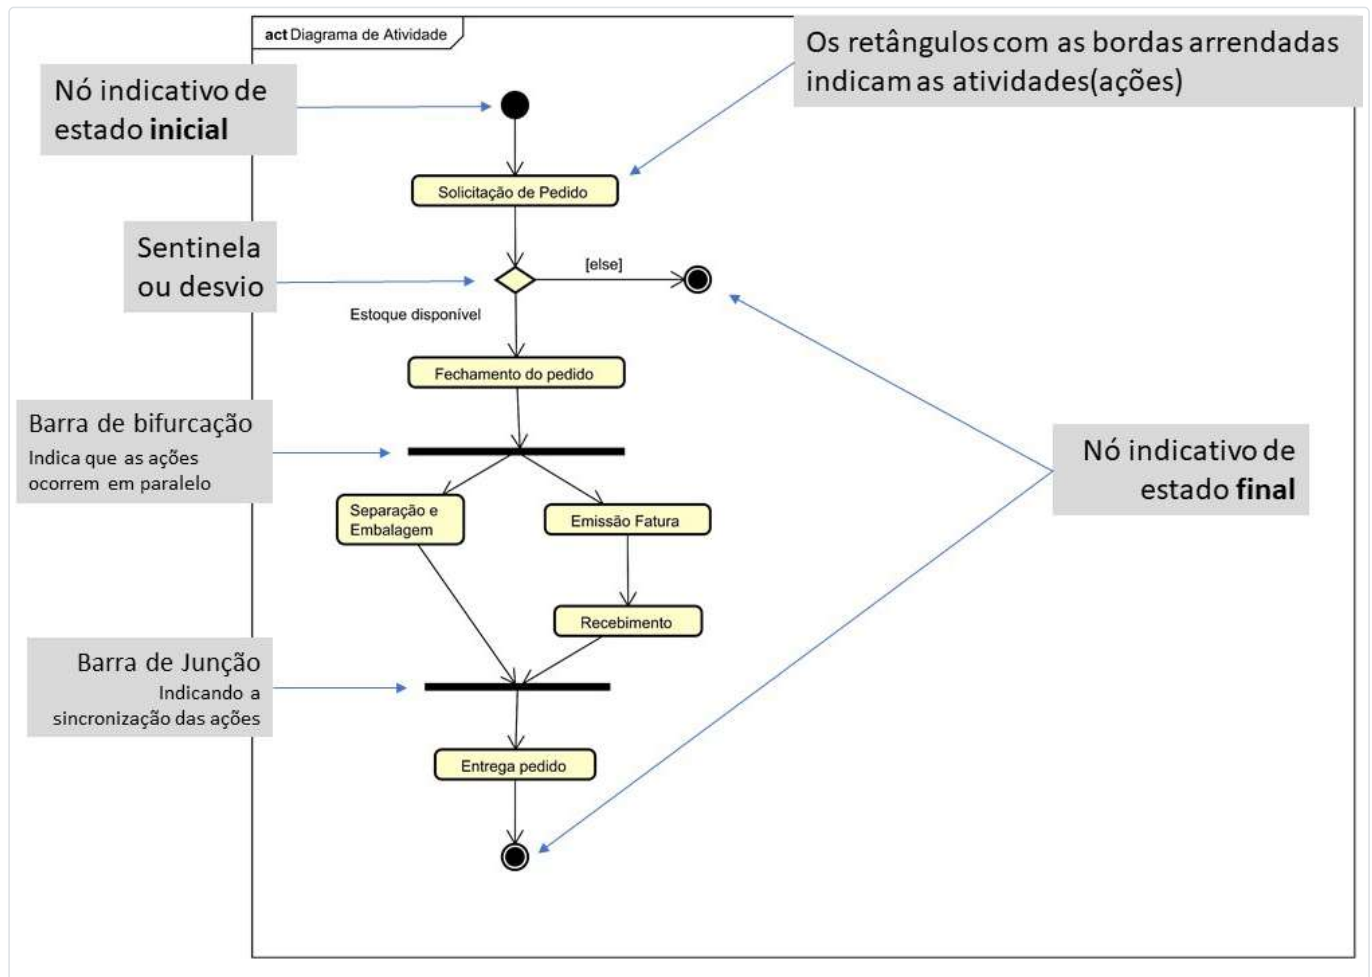 act Diagrama de Atividade
Os retângulos com as bordas arrendadas
indicam as atividades(ações)
Nó indicativo de
estado inicial
Solicitação de Pedido
Sentinela
ou desvio
[else]
Estoque disponível
Fechamento do pedido
Barra de bifurcação
Indica que as ações
ocorrem em paralelo
Nó indicativo de
estado final
Separação e
Embalagem
Emissão Fatura
Recebimento
Barra de Junção
Indicando a
sincronização das ações
Entrega pedido